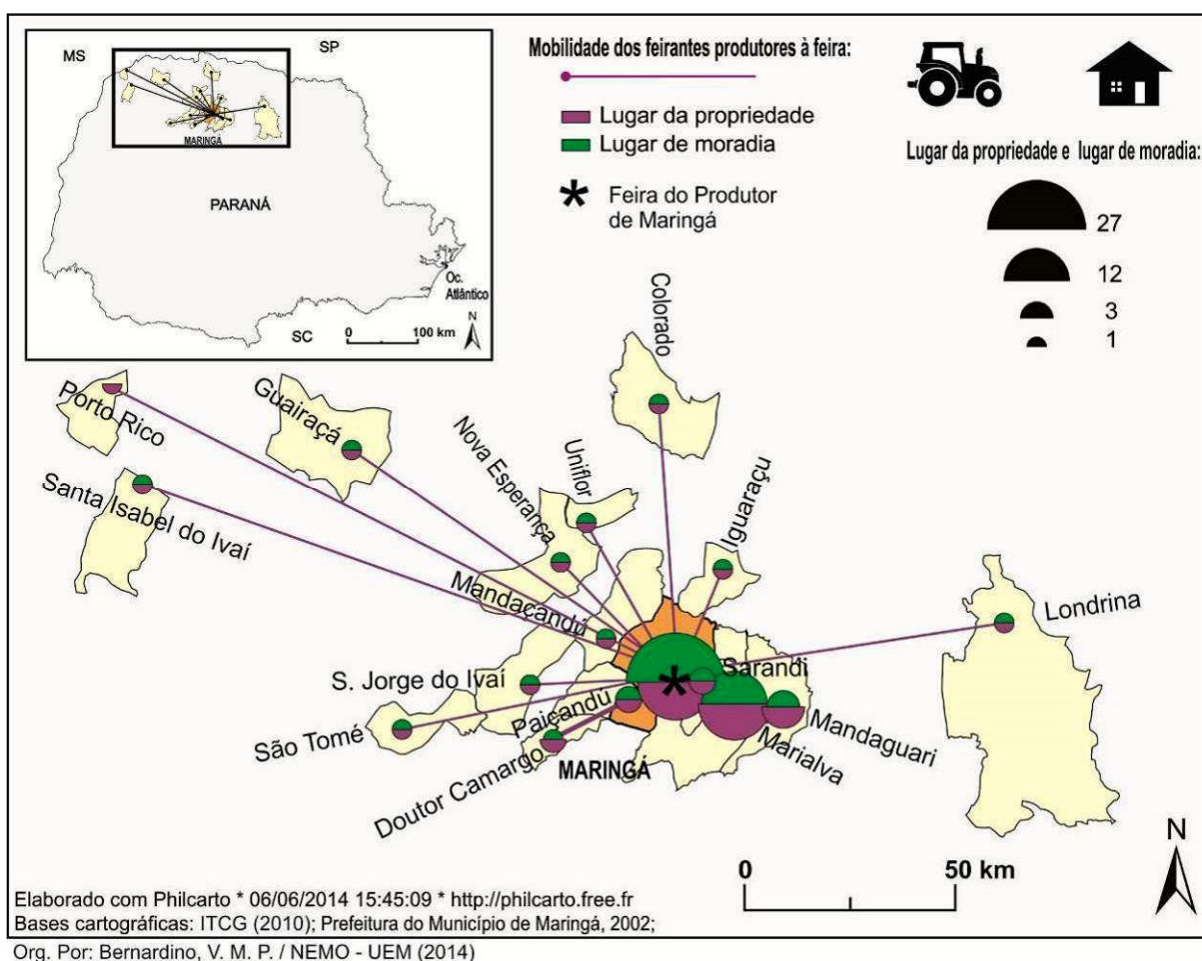 MS
SP
MARINGÁ
PARANÁ
Oc.
Atlântico
N
SC
0 100 km
Mobilidade dos feirantes produtores à feira:
Lugar da propriedade
Lugar de moradia
* Feira do Produtor
de Maringá
Lugar da propriedade e lugar de moradia:
27
12
3
1
Colorado
Porto Rico
Guairaçá
Nova Esperança
Uniflor
Iguaraçu
Santa Isabel do Ivaí
Mandaçandú
Londrina
Sarandi
S. Jorge do Ivaí
Paiçandú
São Tomé
Mandaguari
Marialva
Doutor Camargo
MARINGÁ
N
0 50 km
Elaborado com Philcarto * 06/06/2014 15:45:09 * http://philcarto.free.fr
Bases cartográficas: ITCG (2010); Prefeitura do Município de Maringá, 2002;
Org. Por: Bernardino, V. M. P. / NEMO - UEM (2014)